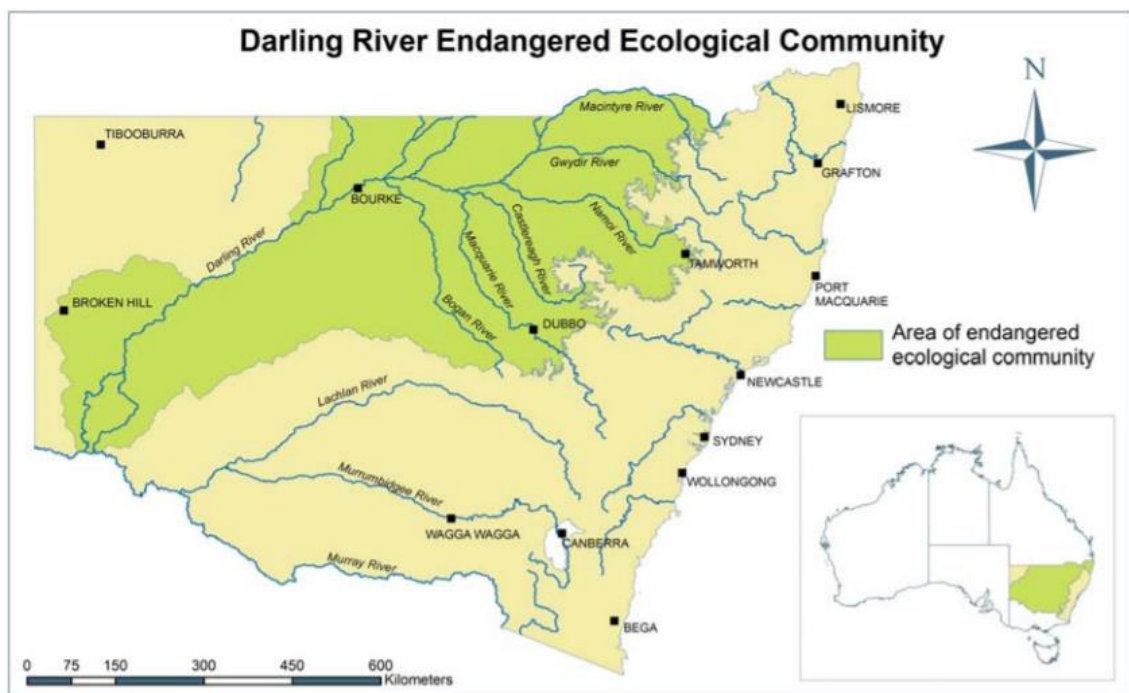 Darling River Endangered Ecological Community
N
Macintyre River
LISMORE
TIBOOBURRA
Gwydir River
GRAFTON
BOURKE
Namoi River
Castlereagh River
Darling River
Macquarie River
TAMWORTH
PORT
MACQUARIE
BROKEN HILL
Bogan River
DUBBO
Area of endangered
ecological community
NEWCASTLE
Lachlan River
SYDNEY
WOLLONGONG
Murrumbidgee River
WAGGA WAGGA
CANBERRA
Murray River
BEGA
0 75 150 300 450 600
Kilometers